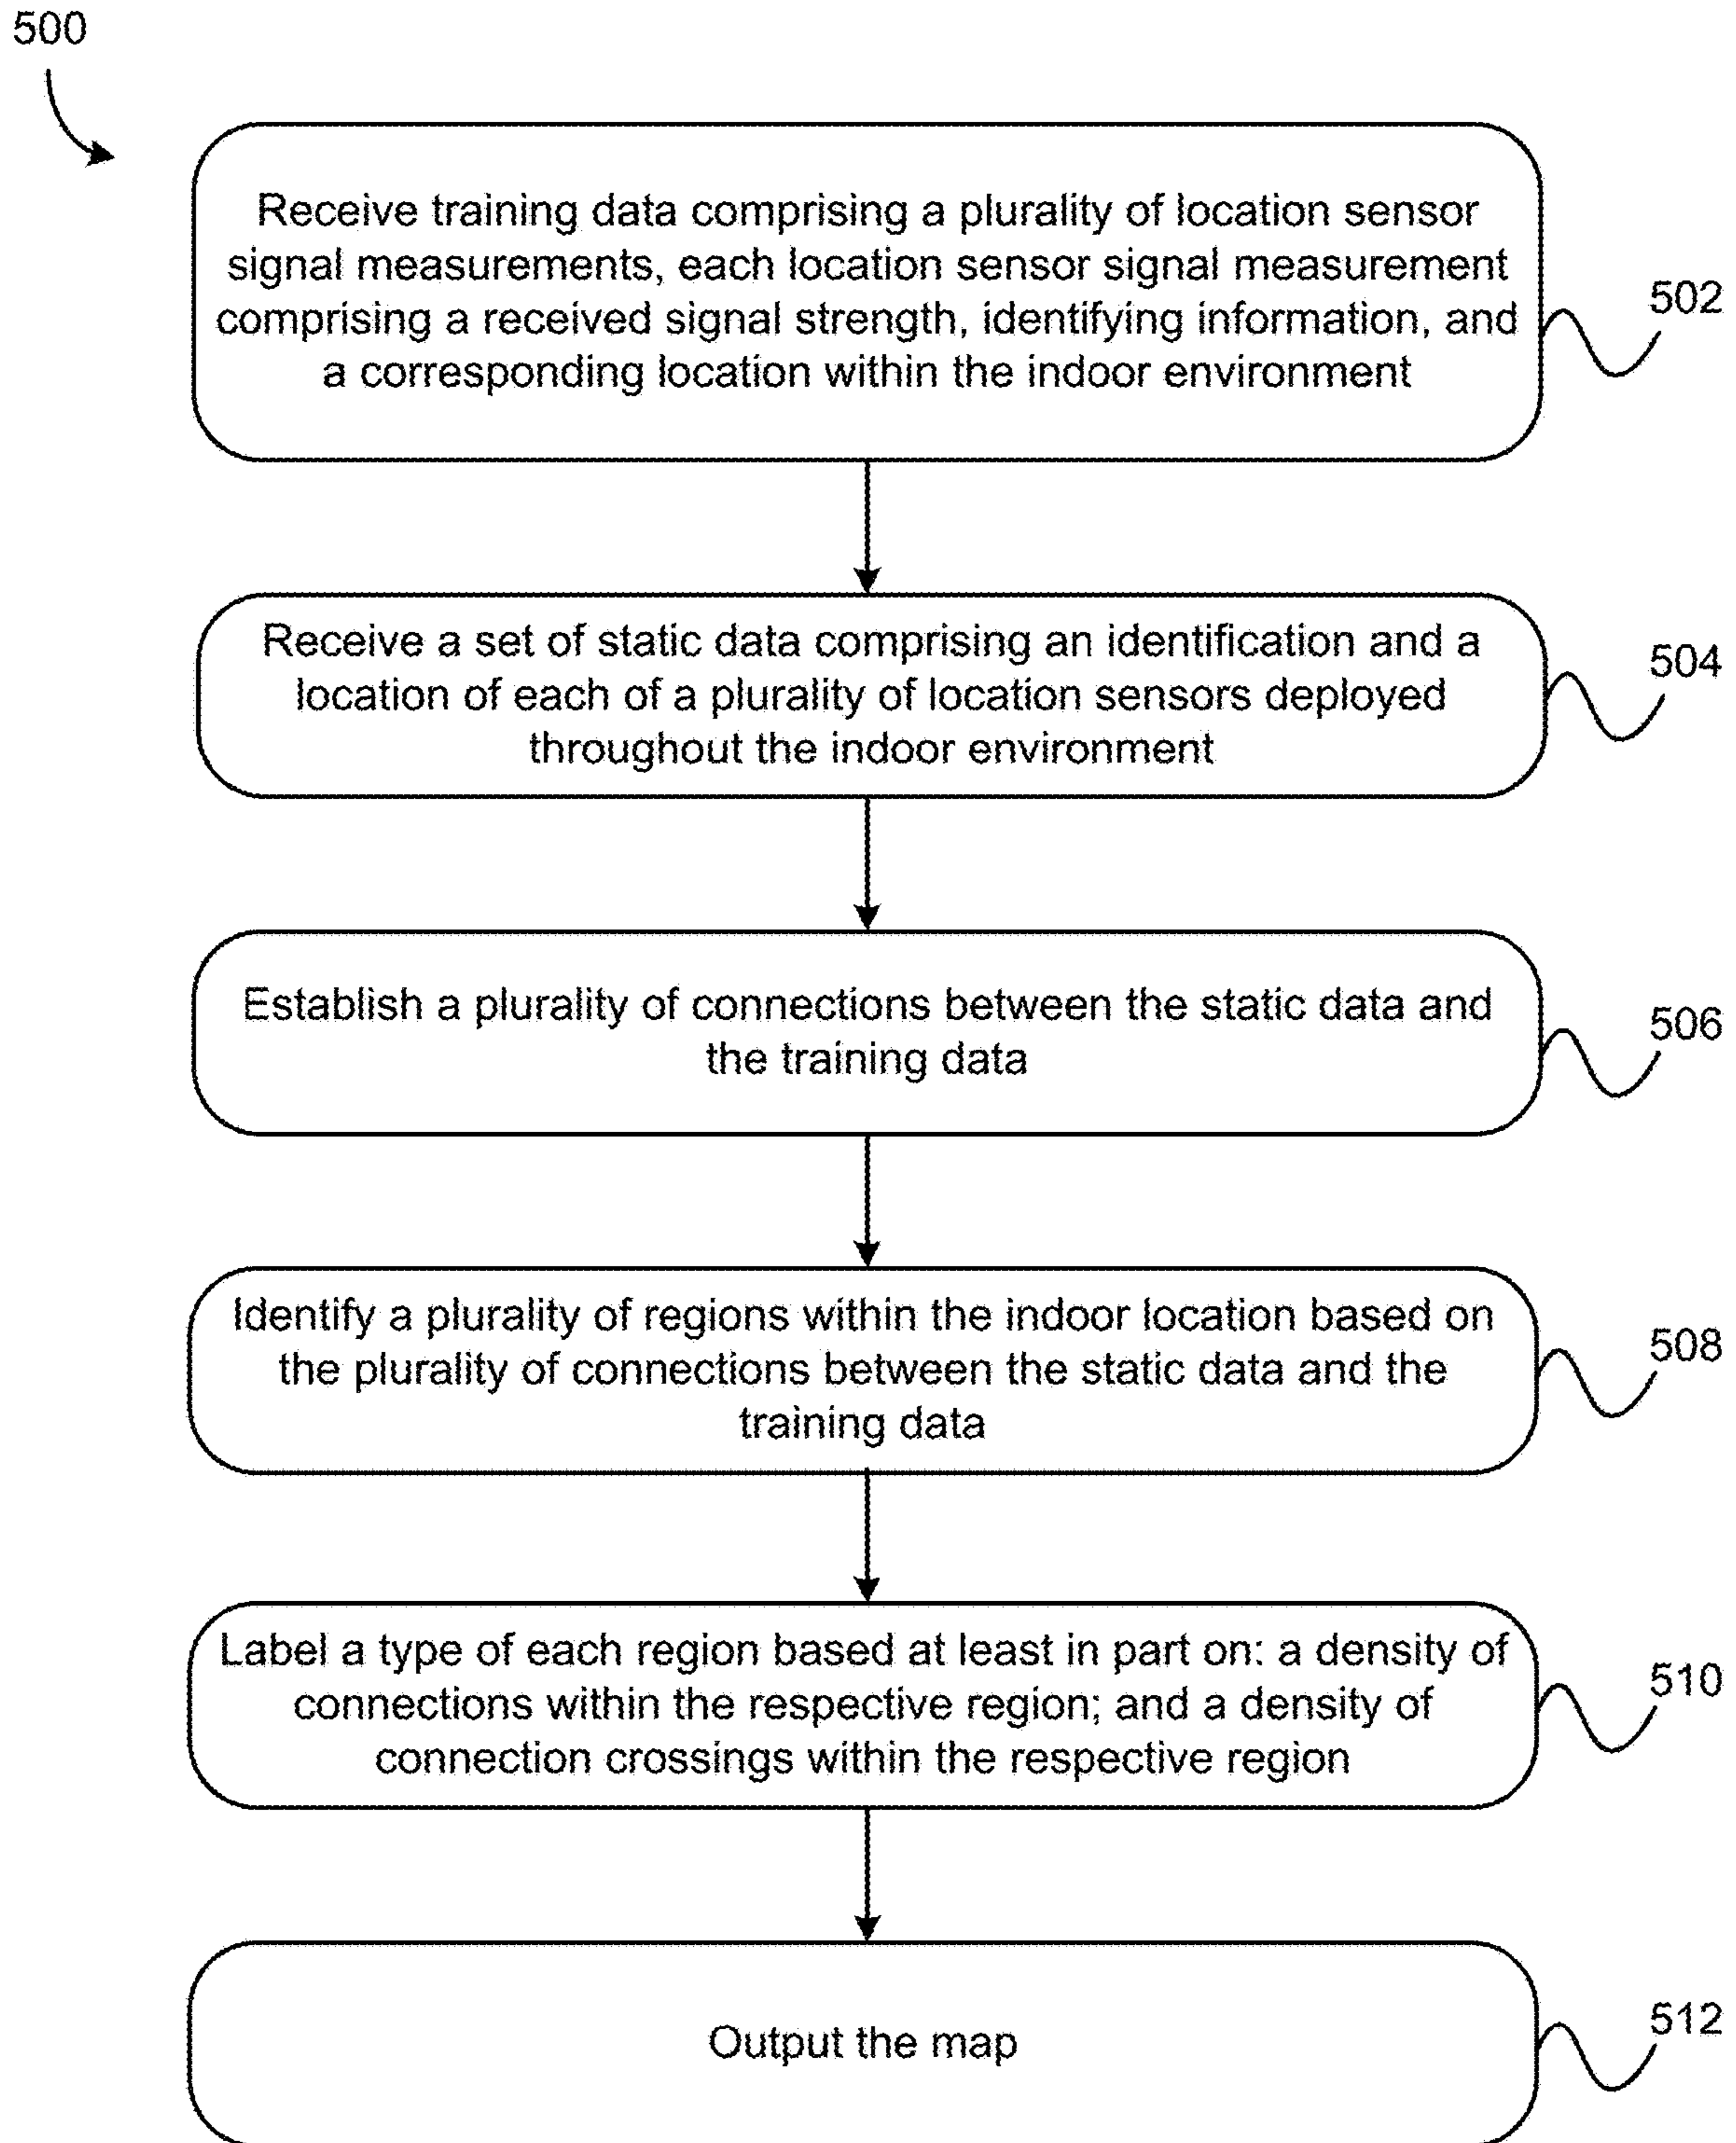 500
Receive training data comprising a plurality of location sensor
signal measurements, each location sensor signal measurement
comprising a received signal strength, identifying information, and
a corresponding location within the indoor environment
502
Receive a set of static data comprising an identification and a
location of each of a plurality of location sensors deployed
throughout the indoor environment
504
Establish a plurality of connections between the static data and
the training data
506
Identify a plurality of regions within the indoor location based on
the plurality of connections between the static data and the
training data
508
Label a type of each region based at least in part on: a density of
connections within the respective region; and a density of
connection crossings within the respective region
510
Output the map
512